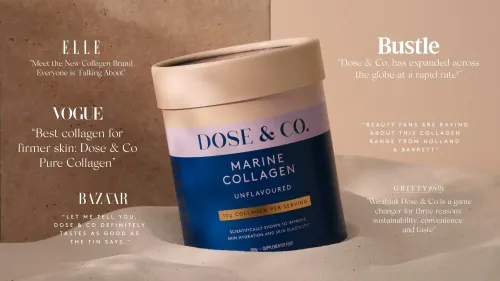 ELLE
"Meet the New Collagen Brand
Everyone is Talking About"
VOGUE
"Best collagen for
firmer skin: Dose & Co
Pure Collagen"
BAZAAR
"LET ME TELL YOU,
DOSE & CO DEFINITELY
TASTES AS GOOD AS
THE TIN SAYS."
DOSE & CO.
MARINE
COLLAGEN
UNFLAVOURED
10g COLLAGEN PER SERVING
SCIENTIFICALLY SHOWN TO IMPROVE
SKIN HYDRATION AND SKIN ELASTICITY
SUPPLEMENTED FOOD
Bustle
"Dose & Co. has expanded across
the globe at a rapid rate!"
"BEAUTY FANS ARE RAVING
ABOUT THIS COLLAGEN
RANGE FROM HOLLAND
& BARRETT"
GRITTY pretty
"We think Dose & Co is a game
changer for three reasons
sustainability, convenience
and taste"